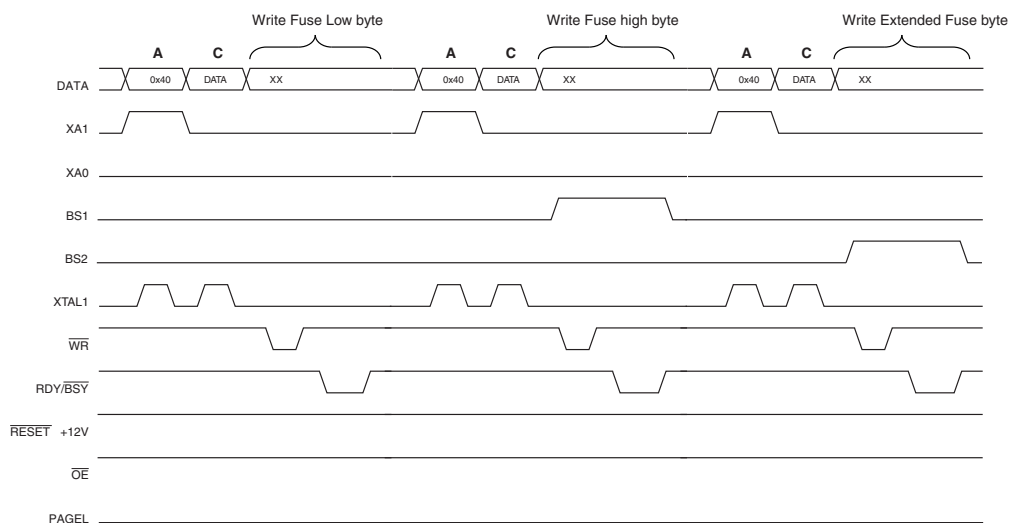 Write Fuse Low byte Write Fuse high byte Write Extended Fuse byte
A C A C A C
DATA 0x40 DATA XX 0x40 DATA XX 0x40 DATA XX
XA1
XA0
BS1
BS2
XTAL1
WR
RDY/BSY
RESET +12V
OE
PAGEL